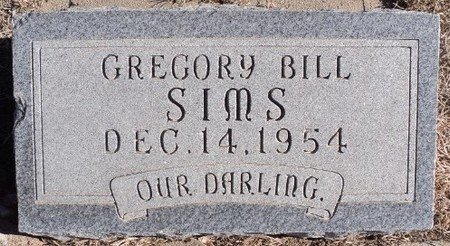 GREGORY BILL
SIMS
DEC. 14, 1954
OUR DARLING.